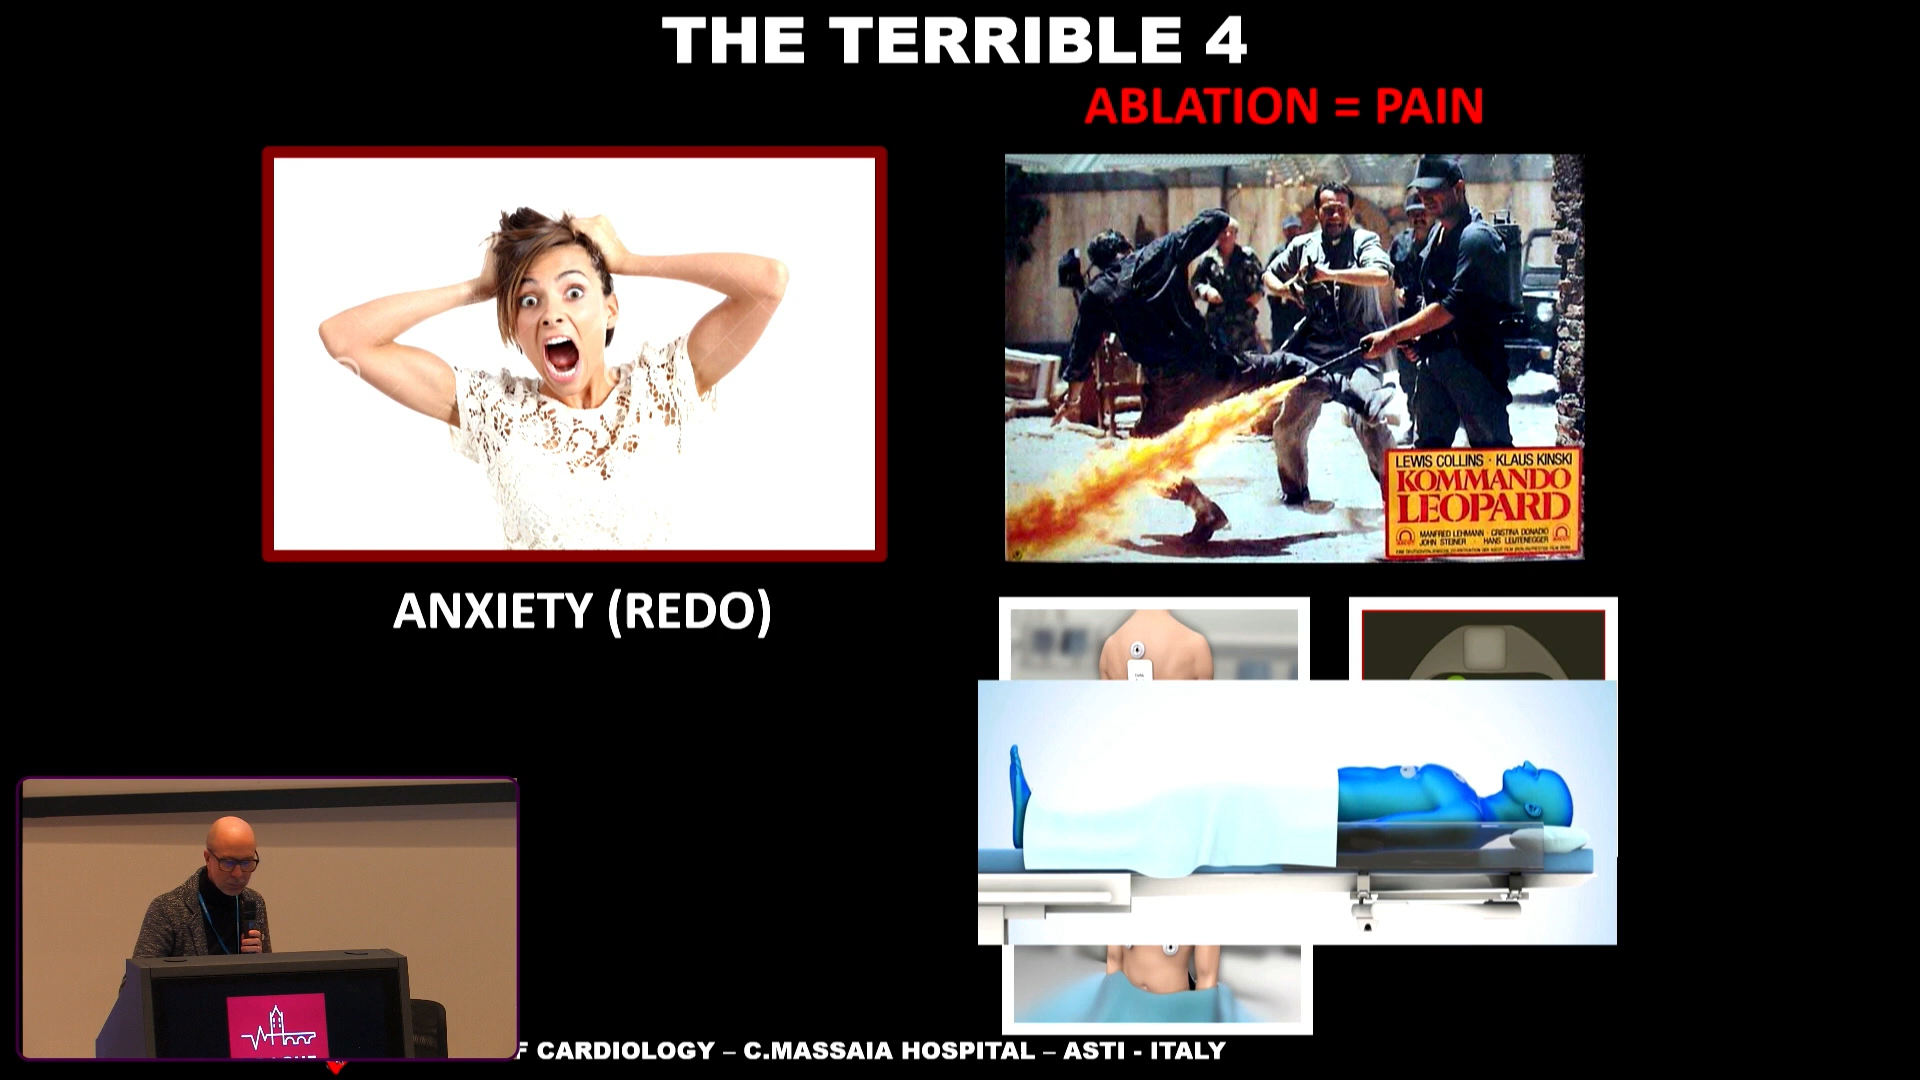 THE TERRIBLE 4
ABLATION = PAIN
LEWIS COLLINS · KLAUS KINSKI
KOMMANDO
LEOPARD
MANFRED LEHMANN · CRISTINA DONADIO
JOHN STEINER · HANS LEUTENEGGER
ANXIETY (REDO)
F CARDIOLOGY – C.MASSAIA HOSPITAL – ASTI - ITALY